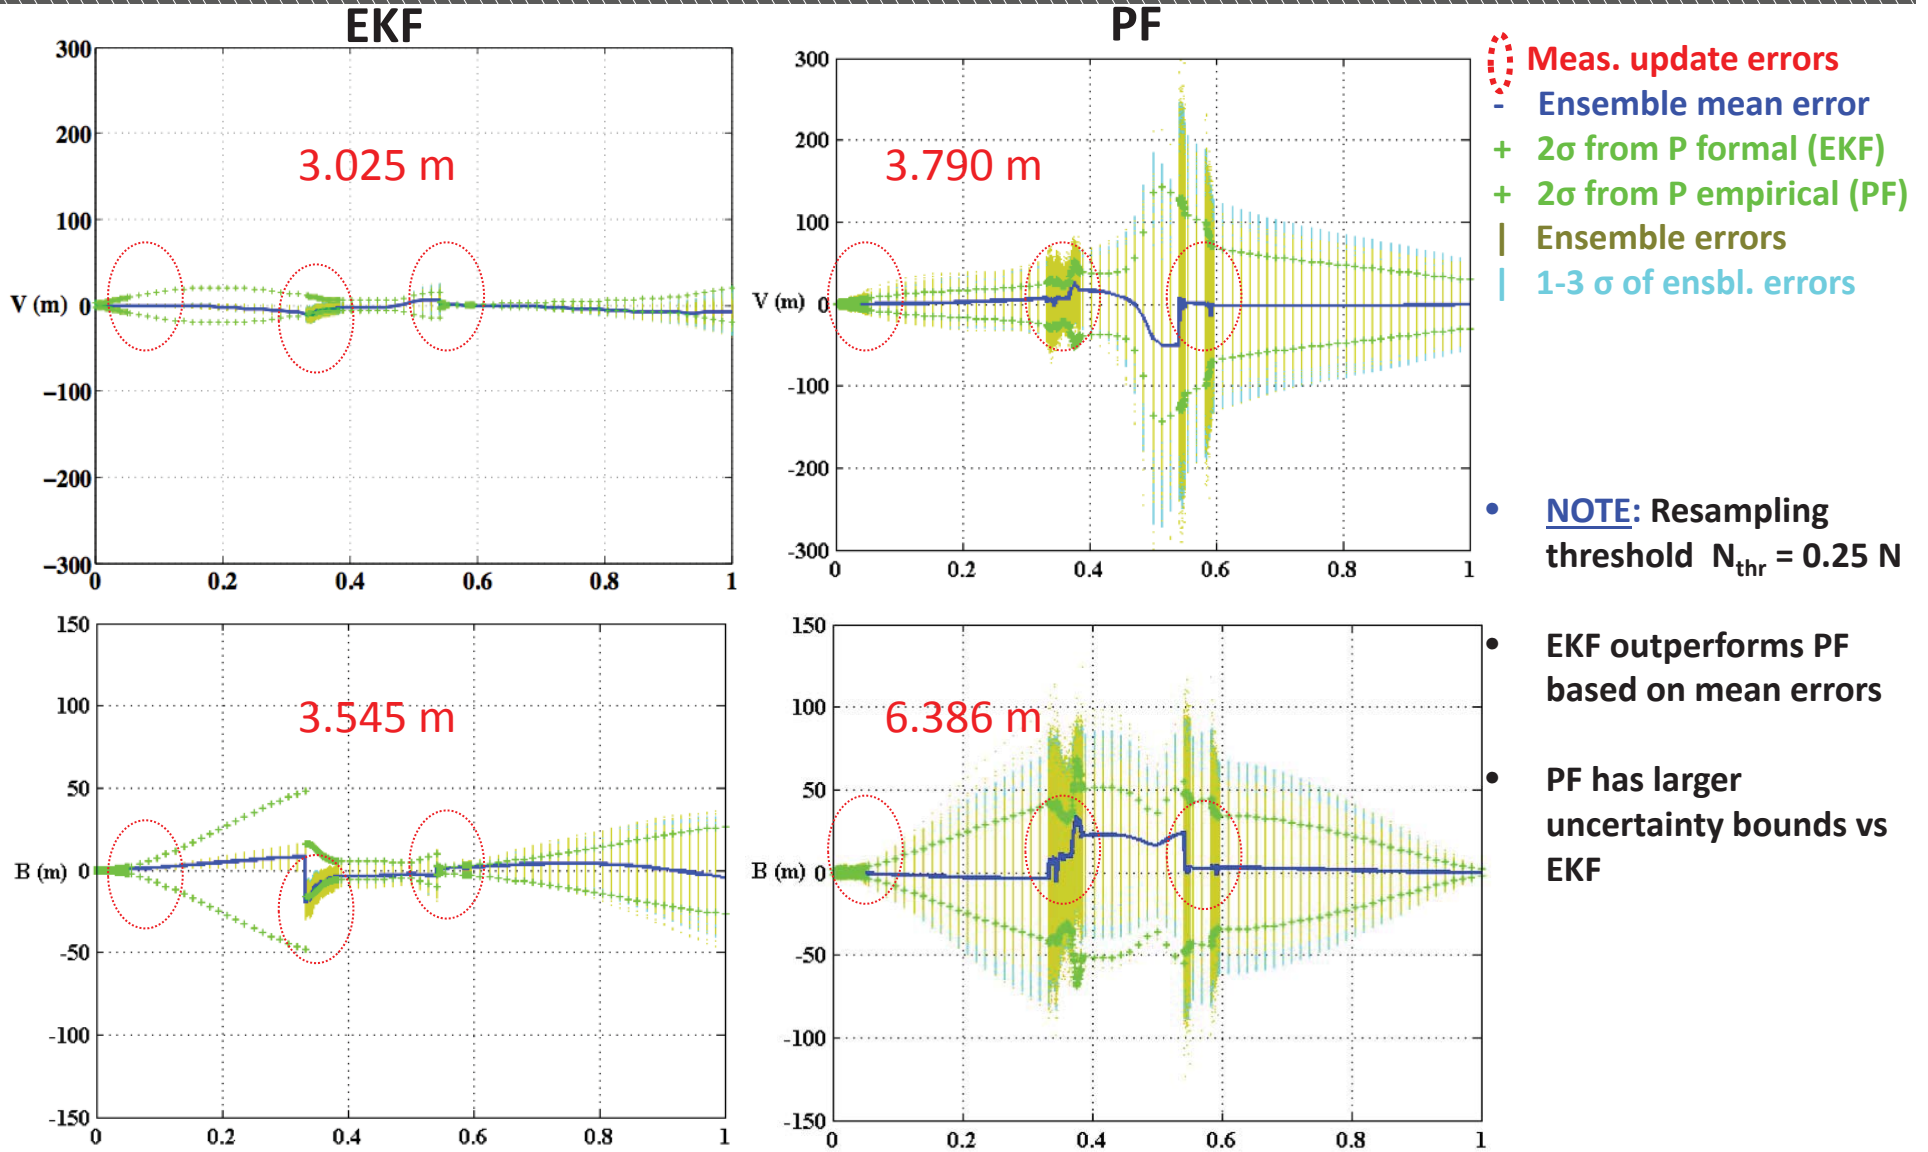 EKF
PF
300
200
100
0
−100
−200
−300
V (m)
3.025 m
0
0.2
0.4
0.6
0.8
1
300
200
100
0
-100
-200
-300
V (m)
3.790 m
0
0.2
0.4
0.6
0.8
1
150
100
50
0
-50
-100
-150
B (m)
3.545 m
0
0.2
0.4
0.6
0.8
1
150
100
50
0
-50
-100
-150
B (m)
6.386 m
0
0.2
0.4
0.6
0.8
1
Meas. update errors
- Ensemble mean error
+ 2σ from P formal (EKF)
+ 2σ from P empirical (PF)
| Ensemble errors
| 1-3 σ of ensbl. errors
• NOTE: Resampling
threshold Nthr = 0.25 N
• EKF outperforms PF
based on mean errors
• PF has larger
uncertainty bounds vs
EKF